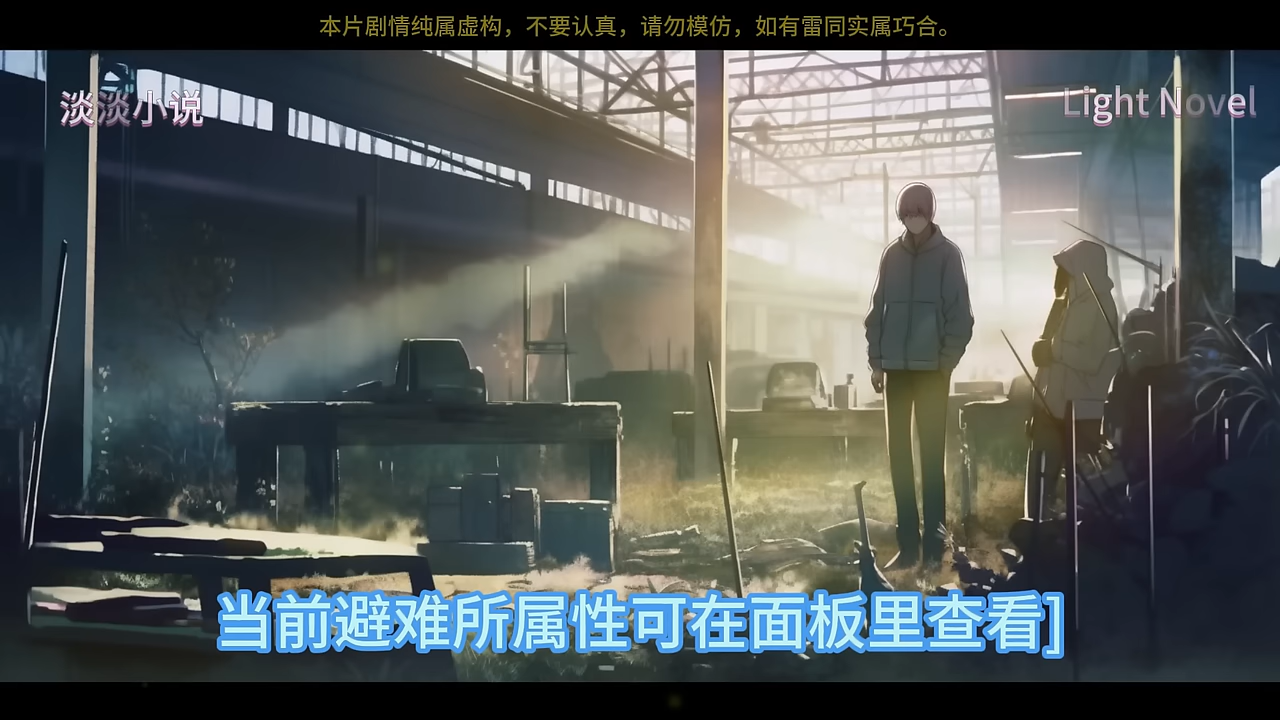 本片剧情纯属虚构，不要认真，请勿模仿，如有雷同实属巧合。
淡淡小说
Light Novel
当前避难所属性可在面板里查看]